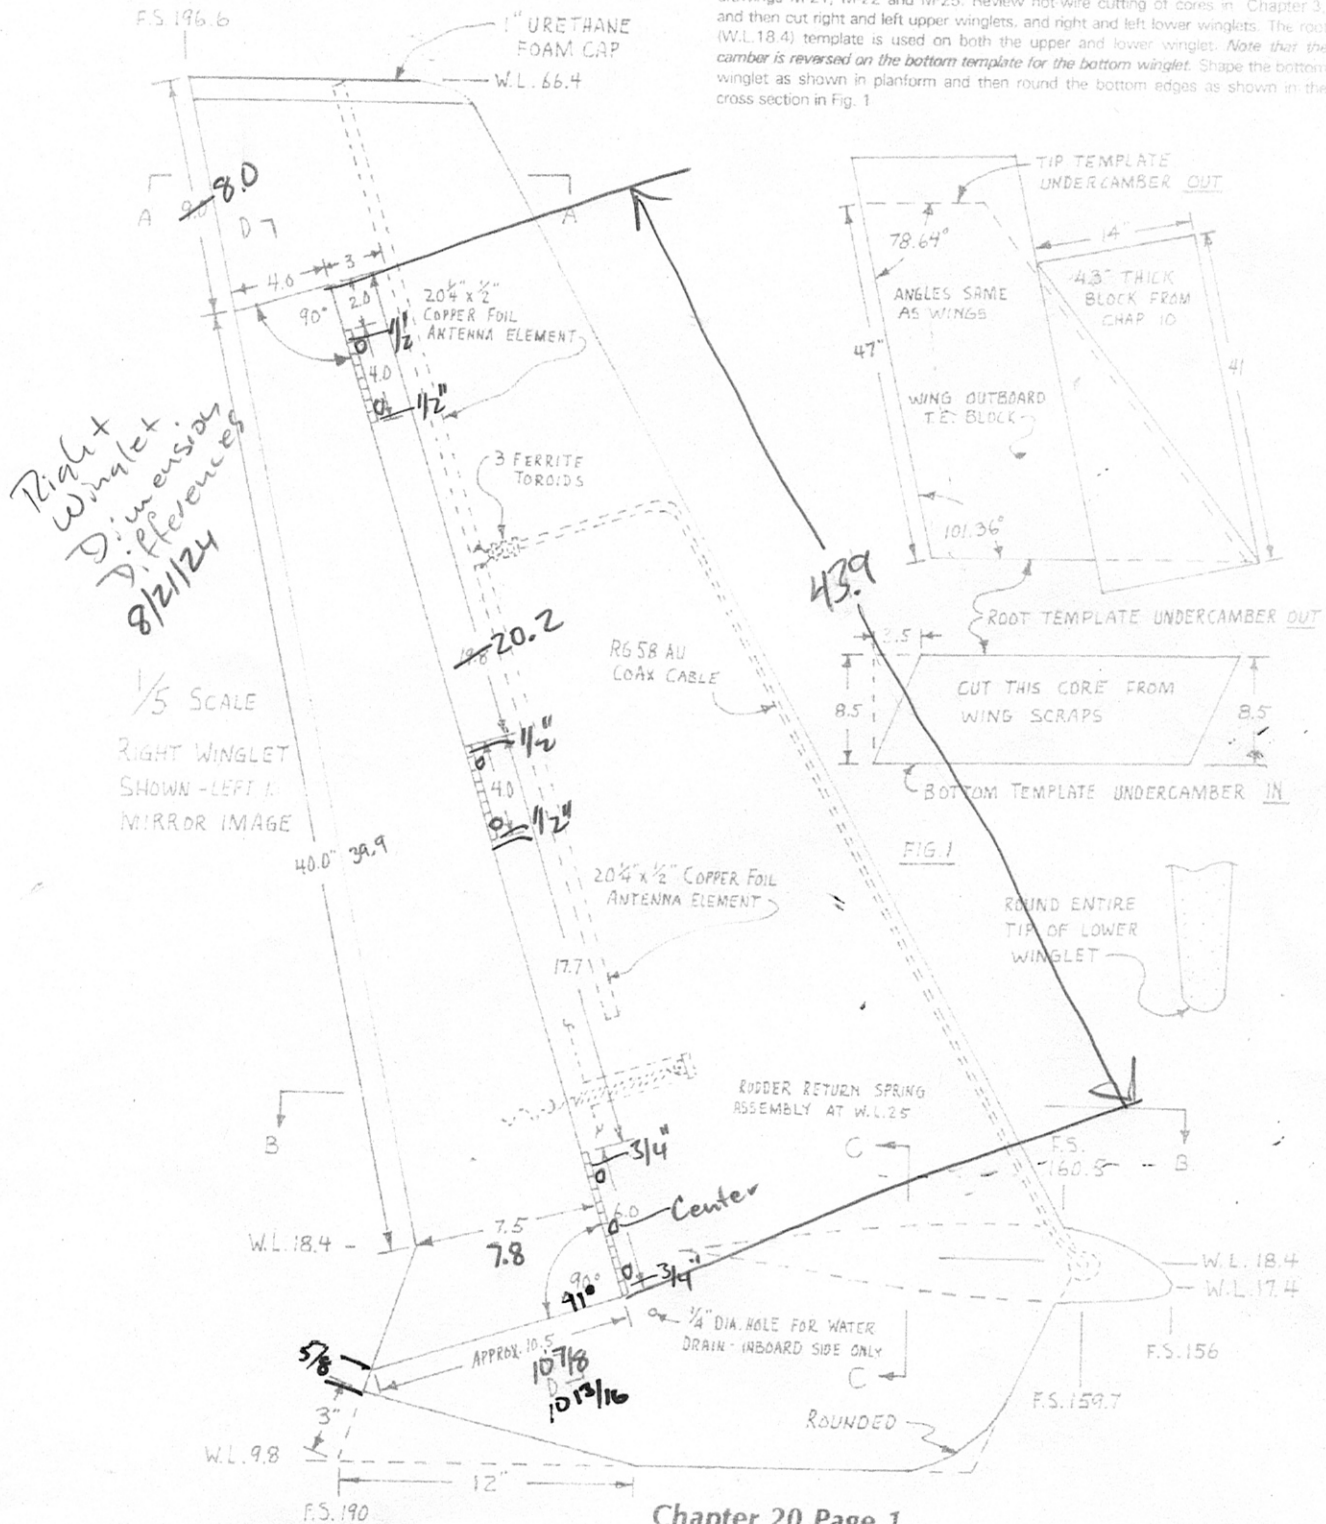 F.S. 196.6
1" URETHANE
FOAM CAP
W.L. 66.4
and then cut right and left upper winglets, and right and left lower winglets. The root
(W.L.18.4) template is used on both the upper and lower winglet. Note that the
camber is reversed on the bottom template for the bottom winglet. Shape the bottom
winglet as shown in planform and then round the bottom edges as shown in the
cross section in Fig. 1
TIP TEMPLATE
UNDERCAMBER OUT
A
9.0
8.0
A
D
78.64°
14"
4.0
3
2.0
90°
20 1/4" x 1/2"
COPPER FOIL
ANTENNA ELEMENT
1/2"
4.0
1/2"
ANGLES SAME
AS WINGS
4.3" THICK
BLOCK FROM
CHAP 10
47"
41
WING OUTBOARD
T.E. BLOCK
Right
Winglet
Dimension
Differences
8/21/24
3 FERRITE
TOROIDS
101.36°
43.9
ROOT TEMPLATE UNDERCAMBER OUT
19.8
20.2
RG 58 AU
COAX CABLE
3.5
8.5
CUT THIS CORE FROM
WING SCRAPS
8.5
BOTTOM TEMPLATE UNDERCAMBER IN
1/5 SCALE
RIGHT WINGLET
SHOWN - LEFT
MIRROR IMAGE
1/2"
4.0
1/2"
40.0" 39.9
FIG. 1
20 1/4" x 1/2" COPPER FOIL
ANTENNA ELEMENT
ROUND ENTIRE
TIP OF LOWER
WINGLET
17.7
RUDDER RETURN SPRING
ASSEMBLY AT W.L.25
B
C
F.S.
160.5
B
3/4"
6.0
Center
W.L. 18.4
7.5
7.8
90°
91°
3/4"
W.L. 18.4
W.L. 17.4
1/4" DIA. HOLE FOR WATER
DRAIN - INBOARD SIDE ONLY
5/8
APPROX. 10.5
10 7/8
D
10 13/16
C
F.S. 156
F.S. 159.7
3"
ROUNDED
W.L. 9.8
12"
F.S. 190
Chapter 20 Page 1